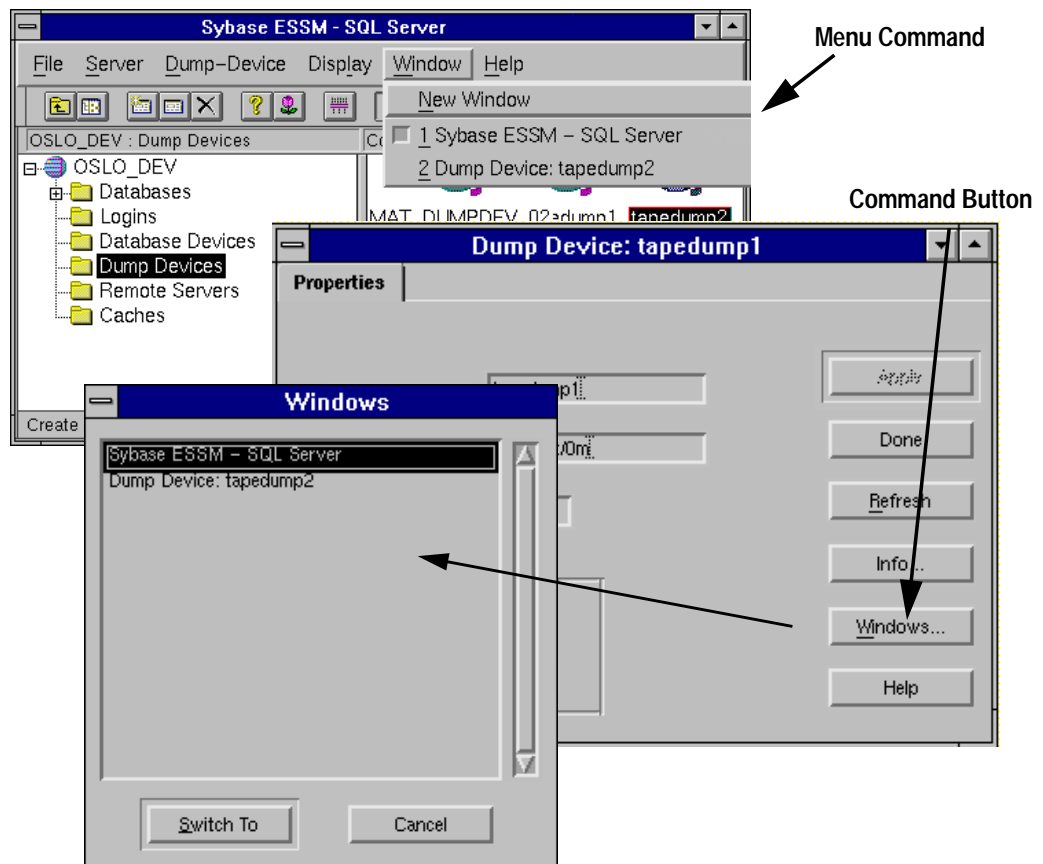 Sybase ESSM - SQL Server
Menu Command
File Server Dump-Device Display Window Help
New Window
OSLO_DEV : Dump Devices
1 Sybase ESSM - SQL Server
2 Dump Device: tapedump2
OSLO_DEV
Databases
Logins
Database Devices
Dump Devices
Remote Servers
Caches
Command Button
MAT_DUMPDEV_02 dump1 tapedump2
Dump Device: tapedump1
Properties
Apply
Done
Refresh
Info...
Windows...
Help
Create
Windows
Sybase ESSM - SQL Server
Dump Device: tapedump2
Switch To Cancel